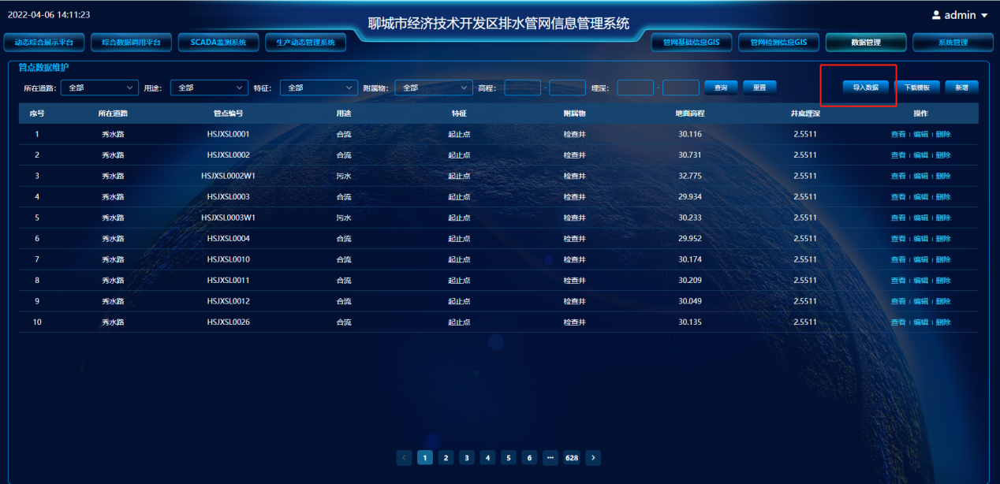 2022-04-06 14:11:23
聊城市经济技术开发区排水管网信息管理系统
admin
动态综合展示平台 综合数据调用平台 SCADA监测系统 生产动态管理系统 管网基础信息GIS 管网检测信息GIS 数据管理 系统管理
管点数据维护
所在道路: 全部 用途: 全部 特征: 全部 附属物: 全部 高程: - 埋深: - 查询 重置 导入数据 下载模板 新增
序号 所在道路 管点编号 用途 特征 附属物 地面高程 井底埋深 操作
1 秀水路 HSJXSL0001 合流 起止点 检查井 30.116 2.5511 查看 编辑 删除
2 秀水路 HSJXSL0002 合流 起止点 检查井 30.731 2.5511 查看 编辑 删除
3 秀水路 HSJXSL0002W1 污水 起止点 检查井 32.775 2.5511 查看 编辑 删除
4 秀水路 HSJXSL0003 合流 起止点 检查井 29.934 2.5511 查看 编辑 删除
5 秀水路 HSJXSL0003W1 污水 起止点 检查井 30.233 2.5511 查看 编辑 删除
6 秀水路 HSJXSL0004 合流 起止点 检查井 29.952 2.5511 查看 编辑 删除
7 秀水路 HSJXSL0010 合流 起止点 检查井 30.174 2.5511 查看 编辑 删除
8 秀水路 HSJXSL0011 合流 起止点 检查井 30.209 2.5511 查看 编辑 删除
9 秀水路 HSJXSL0012 合流 起止点 检查井 30.049 2.5511 查看 编辑 删除
10 秀水路 HSJXSL0026 合流 起止点 检查井 30.135 2.5511 查看 编辑 删除
< 1 2 3 4 5 6 ··· 628 >